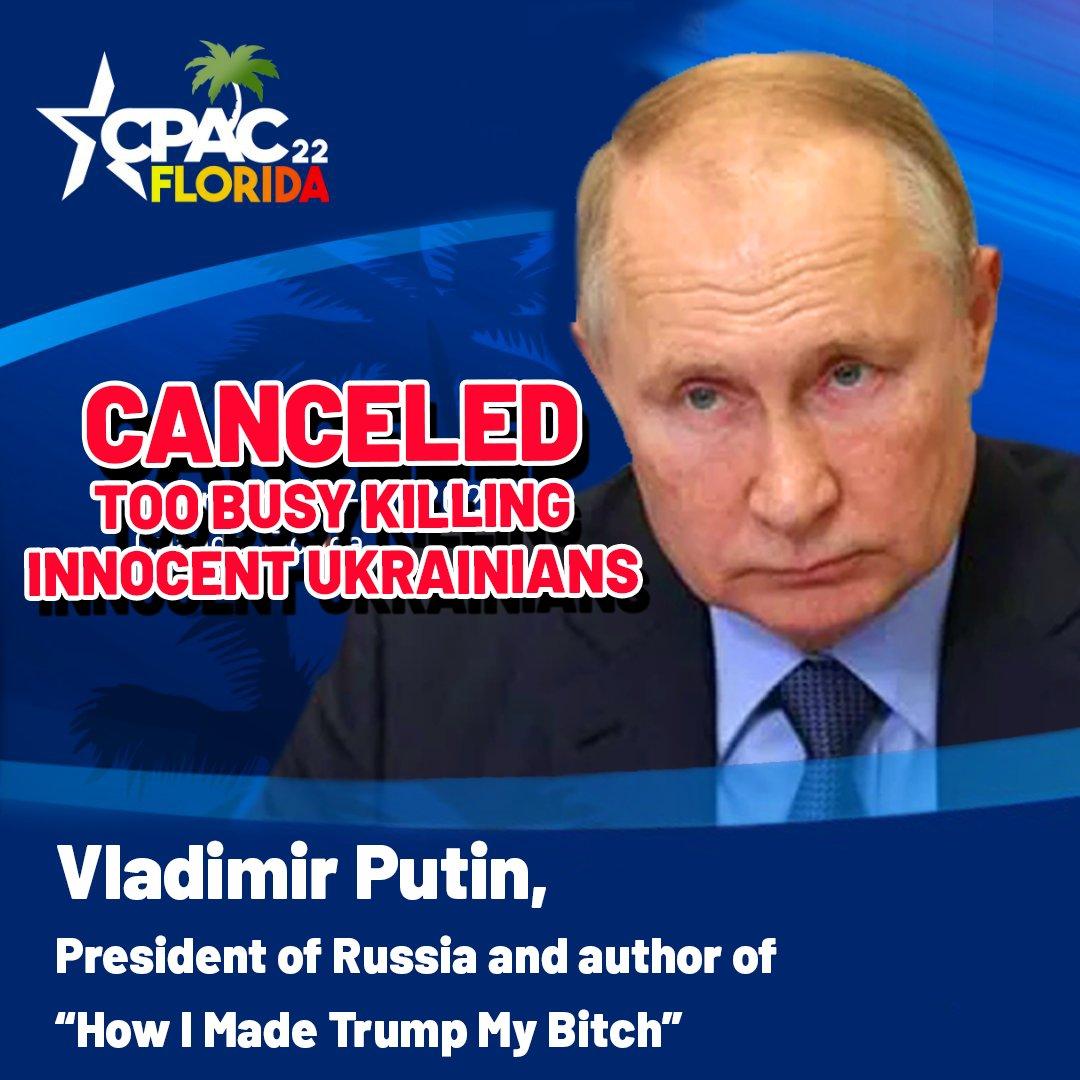 CPAC 22
FLORIDA
CANCELED
TOO BUSY KILLING
INNOCENT UKRAINIANS
Vladimir Putin,
President of Russia and author of
“How I Made Trump My Bitch”